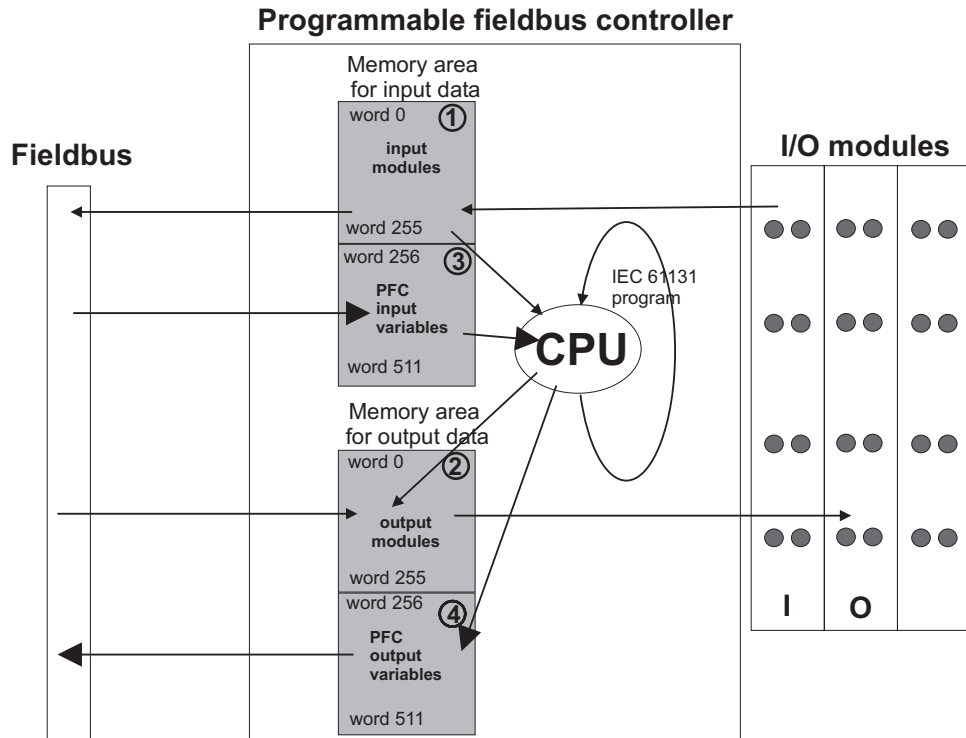 Programmable fieldbus controller
Memory area
for input data
word 0
1
input
modules
word 255
word 256
3
PFC
input
variables
word 511
Fieldbus
I/O modules
IEC 61131
program
CPU
Memory area
for output data
word 0
2
output
modules
word 255
word 256
4
PFC
output
variables
word 511
I
O